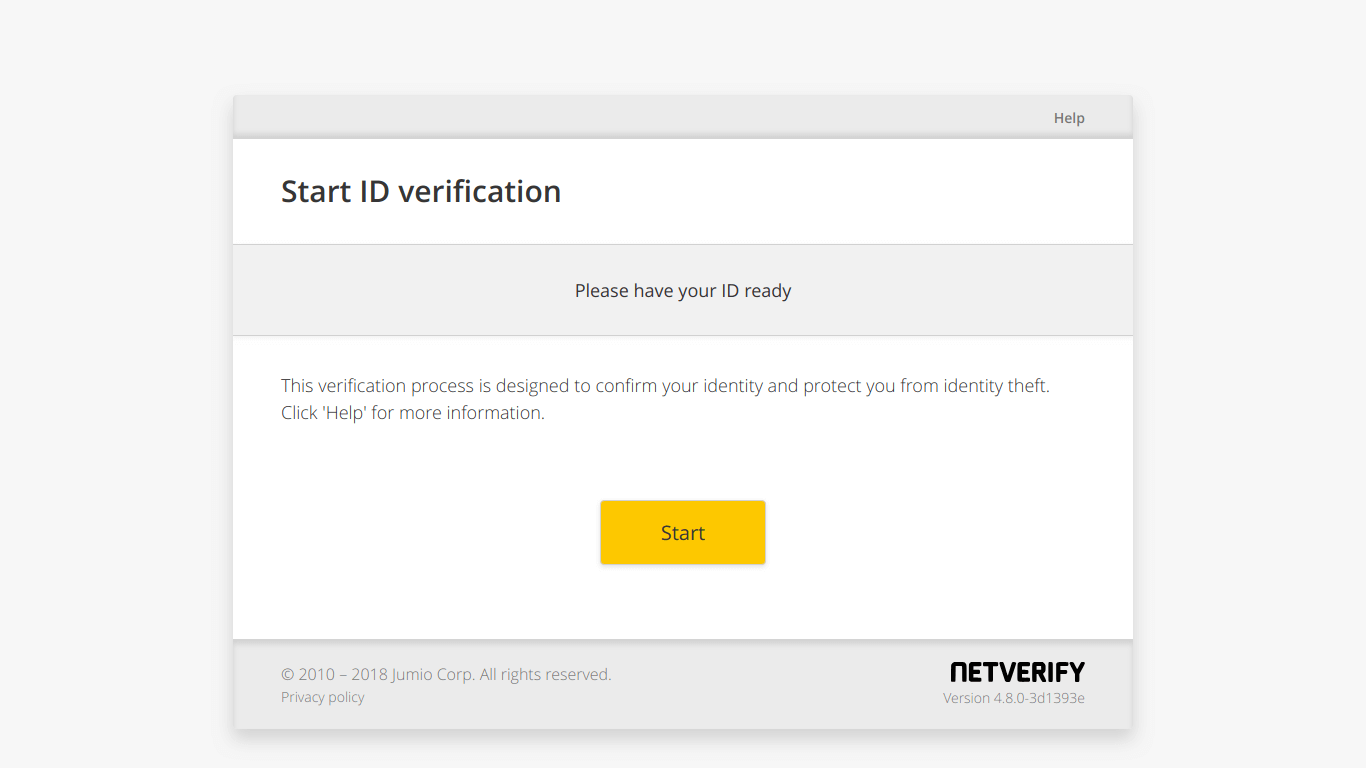 Help
Start ID verification
Please have your ID ready
This verification process is designed to confirm your identity and protect you from identity theft.
Click 'Help' for more information.
Start
© 2010 – 2018 Jumio Corp. All rights reserved.
Privacy policy
NETVERIFY
Version 4.8.0-3d1393e